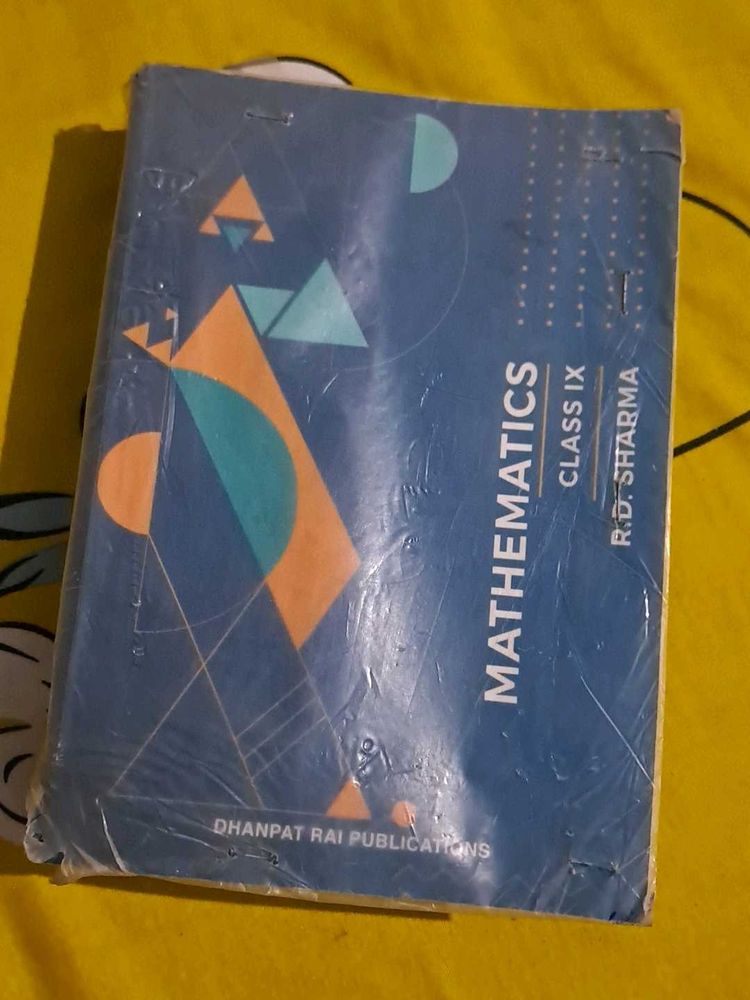 MATHEMATICS
CLASS IX
R.D. SHARMA
DHANPAT RAI PUBLICATIONS